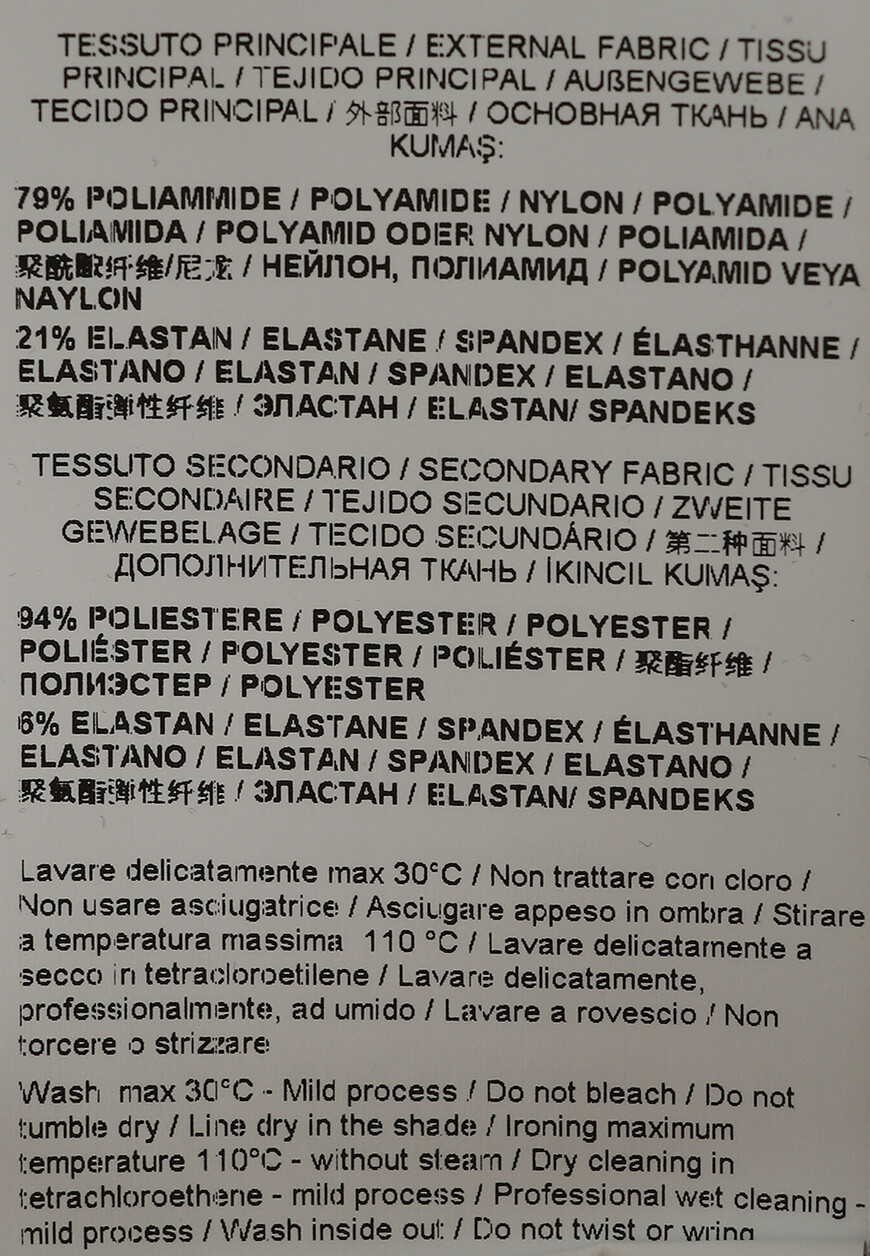 TESSUTO PRINCIPALE / EXTERNAL FABRIC / TISSU
PRINCIPAL / TEJIDO PRINCIPAL / AUßENGEWEBE /
TECIDO PRINCIPAL / 外部面料 / ОСНОВНАЯ ТКАНЬ / ANA
KUMAŞ:
79% POLIAMMIDE / POLYAMIDE / NYLON / POLYAMIDE /
POLIAMIDA / POLYAMID ODER NYLON / POLIAMIDA /
聚酰胺纤维/尼龙 / НЕЙЛОН, ПОЛИАМИД / POLYAMID VEYA
NAYLON
21% ELASTAN / ELASTANE / SPANDEX / ÉLASTHANNE /
ELASTANO / ELASTAN / SPANDEX / ELASTANO /
聚氨酯弹性纤维 / ЭЛАСТАН / ELASTAN/ SPANDEKS
TESSUTO SECONDARIO / SECONDARY FABRIC / TISSU
SECONDAIRE / TEJIDO SECUNDARIO / ZWEITE
GEWEBELAGE / TECIDO SECUNDÁRIO / 第二种面料 /
ДОПОЛНИТЕЛЬНАЯ ТКАНЬ / İKINCIL KUMAŞ:
94% POLIESTERE / POLYESTER / POLYESTER /
POLIÉSTER / POLYESTER / POLIÉSTER / 聚酯纤维 /
ПОЛИЭСТЕР / POLYESTER
6% ELASTAN / ELASTANE / SPANDEX / ÉLASTHANNE /
ELASTANO / ELASTAN / SPANDEX / ELASTANO /
聚氨酯弹性纤维 / ЭЛАСТАН / ELASTAN/ SPANDEKS
Lavare delicatamente max 30°C / Non trattare con cloro /
Non usare asciugatrice / Asciugare appeso in ombra / Stirare
a temperatura massima 110 °C / Lavare delicatamente a
secco in tetracloroetilene / Lavare delicatamente,
professionalmente, ad umido / Lavare a rovescio / Non
torcere o strizzare
Wash max 30°C - Mild process / Do not bleach / Do not
tumble dry / Line dry in the shade / Ironing maximum
temperature 110°C - without steam / Dry cleaning in
tetrachloroethene - mild process / Professional wet cleaning -
mild process / Wash inside out / Do not twist or wring